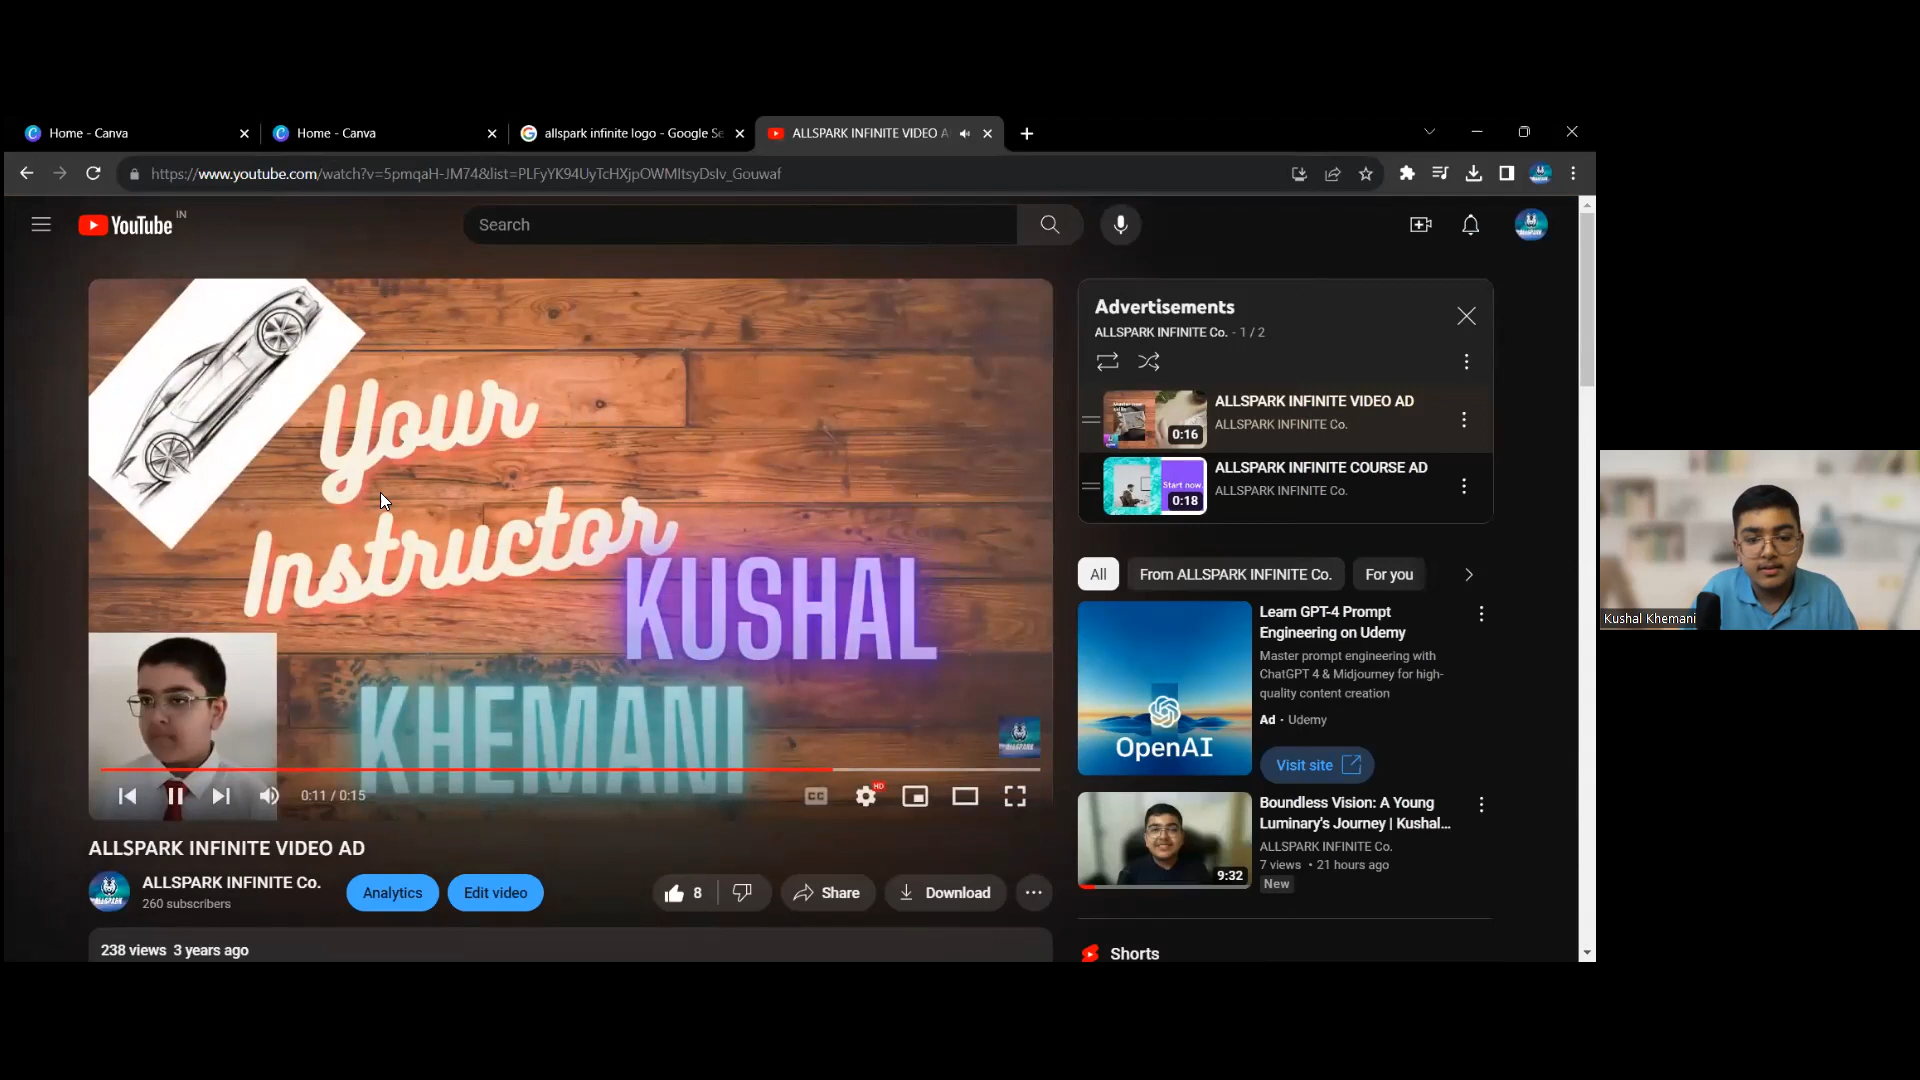 Home - Canva
Home - Canva
allspark infinite logo - Google Se
ALLSPARK INFINITE VIDEO A
https://www.youtube.com/watch?v=5pmqaH-JM74&list=PLFyYK94UyTcHXjpOWMItsyDsIv_Gouwaf
YouTube IN
Search
Your
Instructor
KUSHAL
KHEMANI
ALLSPARK
0:11 / 0:15
CC
HD
ALLSPARK INFINITE VIDEO AD
ALLSPARK INFINITE Co.
260 subscribers
Analytics
Edit video
8
Share
Download
238 views 3 years ago
Advertisements
ALLSPARK INFINITE Co. - 1 / 2
0:16
ALLSPARK INFINITE VIDEO AD
ALLSPARK INFINITE Co.
Start now
0:18
ALLSPARK INFINITE COURSE AD
ALLSPARK INFINITE Co.
All
From ALLSPARK INFINITE Co.
For you
OpenAI
Learn GPT-4 Prompt
Engineering on Udemy
Master prompt engineering with
ChatGPT 4 & Midjourney for high-
quality content creation
Ad · Udemy
Visit site
9:32
Boundless Vision: A Young
Luminary's Journey | Kushal...
ALLSPARK INFINITE Co.
7 views • 21 hours ago
New
Shorts
Kushal Khemani